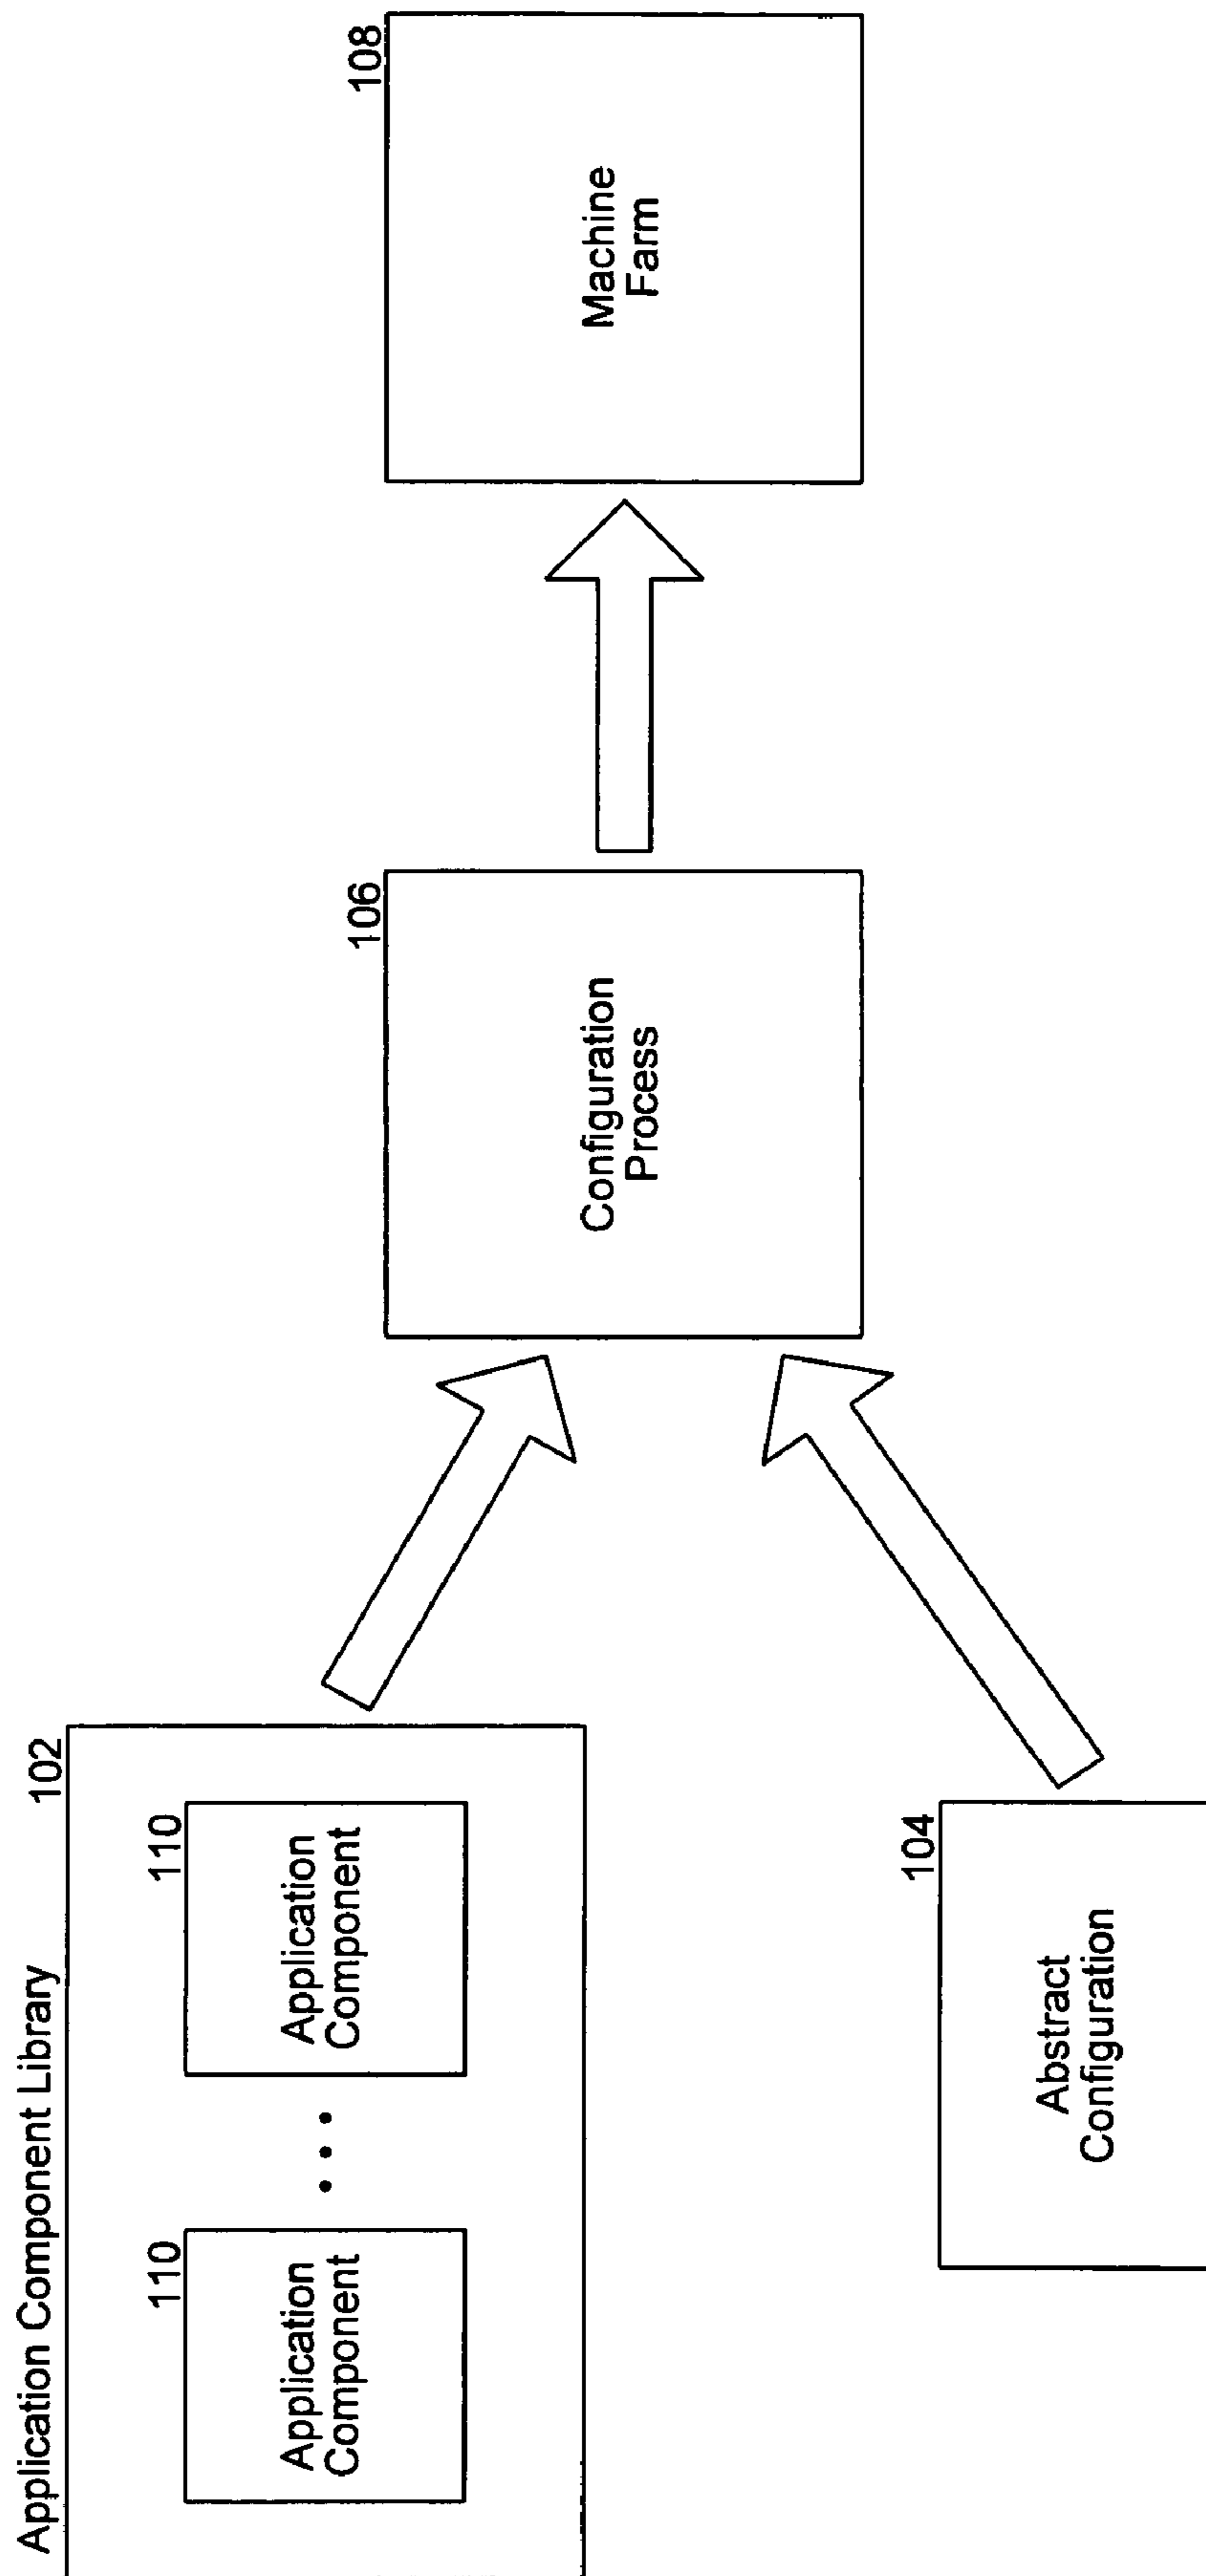 Application Component Library
102
110
Application
Component
...
110
Application
Component
104
Abstract
Configuration
106
Configuration
Process
108
Machine
Farm